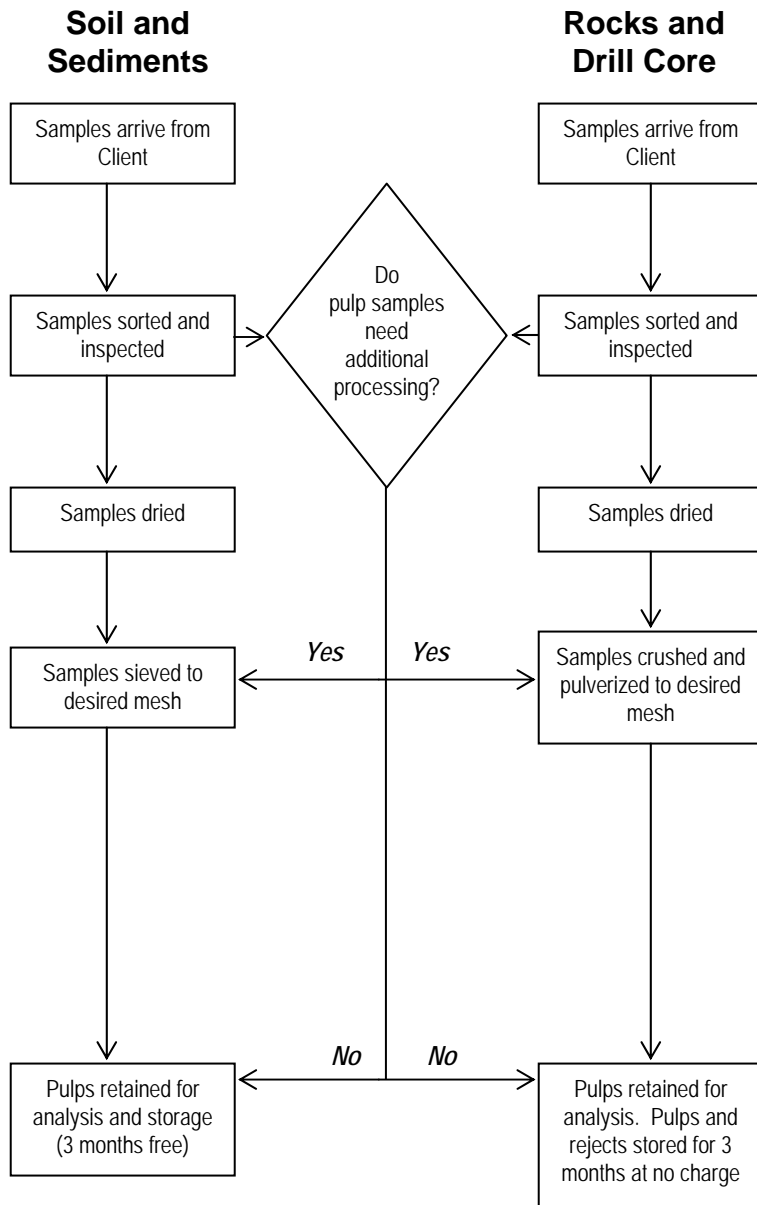 Soil and
Sediments
Rocks and
Drill Core
Samples arrive from
Client
Samples arrive from
Client
Do
pulp samples
need
additional
processing?
Samples sorted and
inspected
Samples sorted and
inspected
Samples dried
Samples dried
Yes
Yes
Samples sieved to
desired mesh
Samples crushed and
pulverized to desired
mesh
No
No
Pulps retained for
analysis and storage
(3 months free)
Pulps retained for
analysis. Pulps and
rejects stored for 3
months at no charge